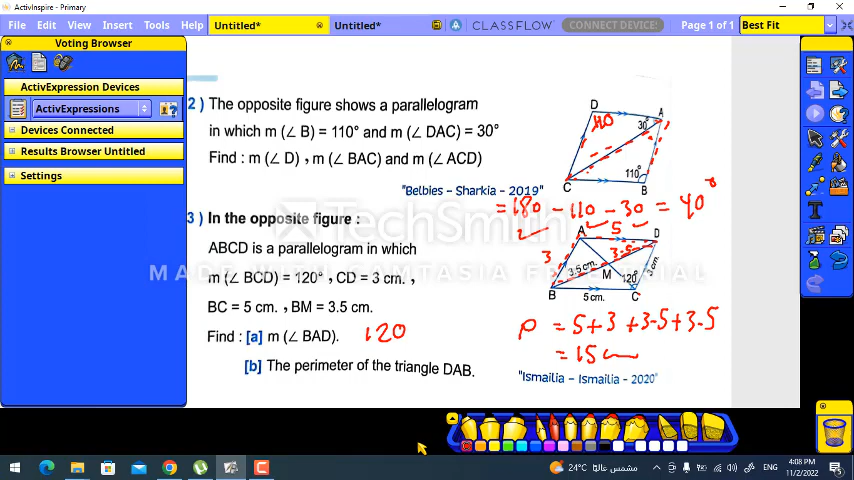 ActivInspire - Primary
File Edit View Insert Tools Help Untitled* Untitled* CLASSFLOW CONNECT DEVICE Page 1 of 1 Best Fit
Voting Browser
ActivExpression Devices
ActivExpressions
Devices Connected
Results Browser Untitled
Settings
2 ) The opposite figure shows a parallelogram
in which m (∠ B) = 110° and m (∠ DAC) = 30°
Find : m (∠ D) , m (∠ BAC) and m (∠ ACD)
"Belbies - Sharkia - 2019"
D A 30° 110
C B 110°
= 180 - 110 - 30 = 40°
3 ) In the opposite figure :
ABCD is a parallelogram in which
m (∠ BCD) = 120° , CD = 3 cm. ,
BC = 5 cm. , BM = 3.5 cm.
Find : [a] m (∠ BAD). 120
[b] The perimeter of the triangle DAB.
A 5 D
3 3.5 3.5 cm. M 120° 3 cm.
B 5 cm. C
P = 5+3+3.5+3.5
= 15 cm
"Ismailia - Ismailia - 2020"
TechSmith
MADE WITH CAMTASIA FREE TRIAL
24°C مشمس غالبًا ENG 4:08 PM
11/2/2022